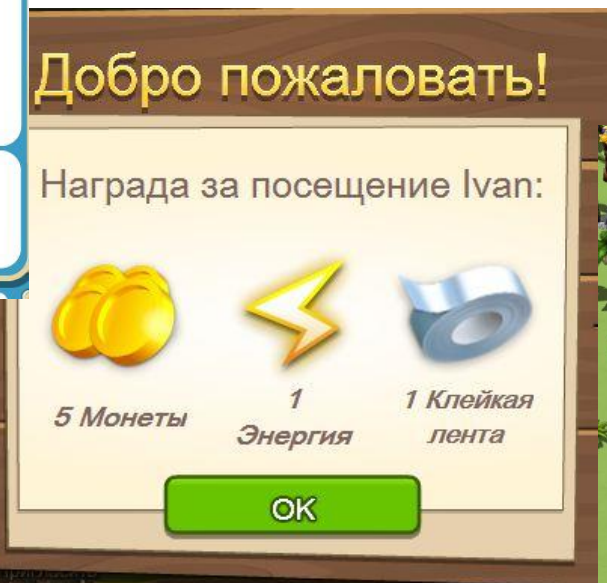 Добро пожаловать!
Награда за посещение Ivan:
5 Монеты
1
Энергия
1 Клейкая
лента
OK